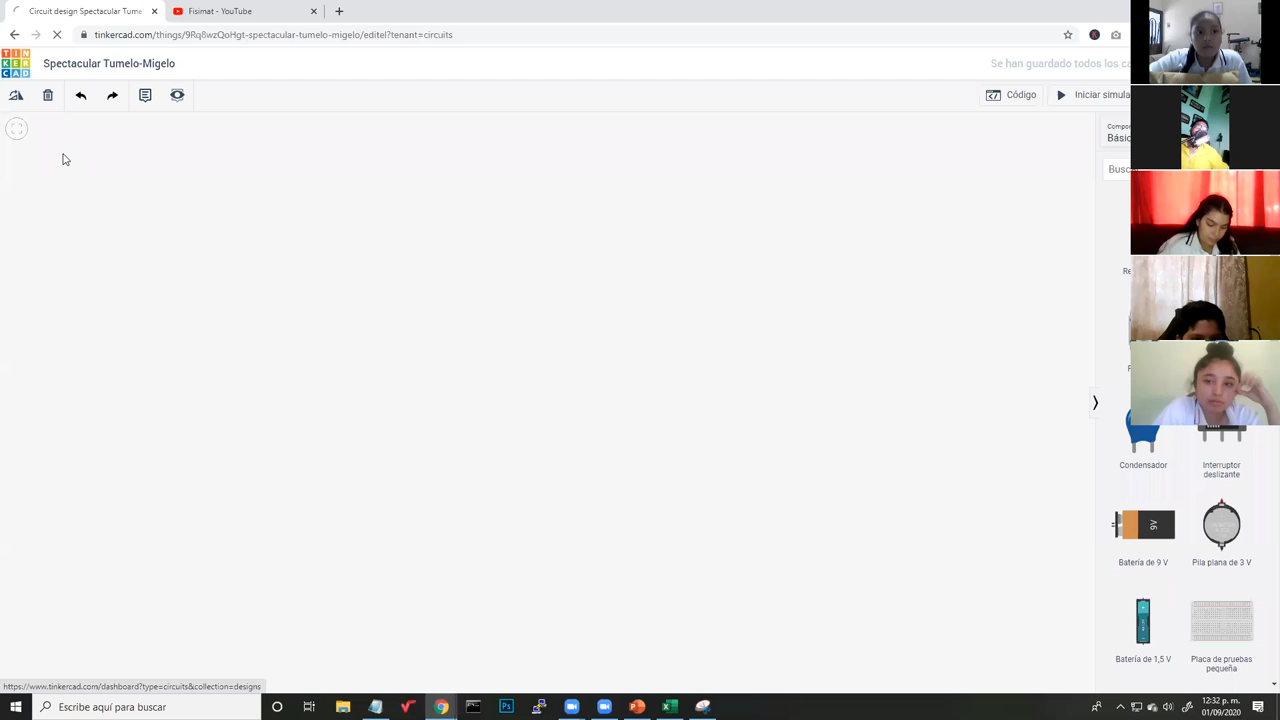 Circuit design Spectacular Tume
Fisimat - YouTube
tinkercad.com/things/9Rq8wzQoHgt-spectacular-tumelo-migelo/editel?tenant=circuits
TIN
KER
CAD
Spectacular Tumelo-Migelo
Se han guardado todos los ca
Código
Iniciar simula
Compo
Básic
Busc
Re
Condensador
Interruptor
deslizante
9V
Batería de 9 V
Pila plana de 3 V
Batería de 1,5 V
Placa de pruebas
pequeña
https://www.tinkercad.com/dashboard?type=circuits&collection=designs
Escribe aquí para buscar
12:32 p. m.
01/09/2020